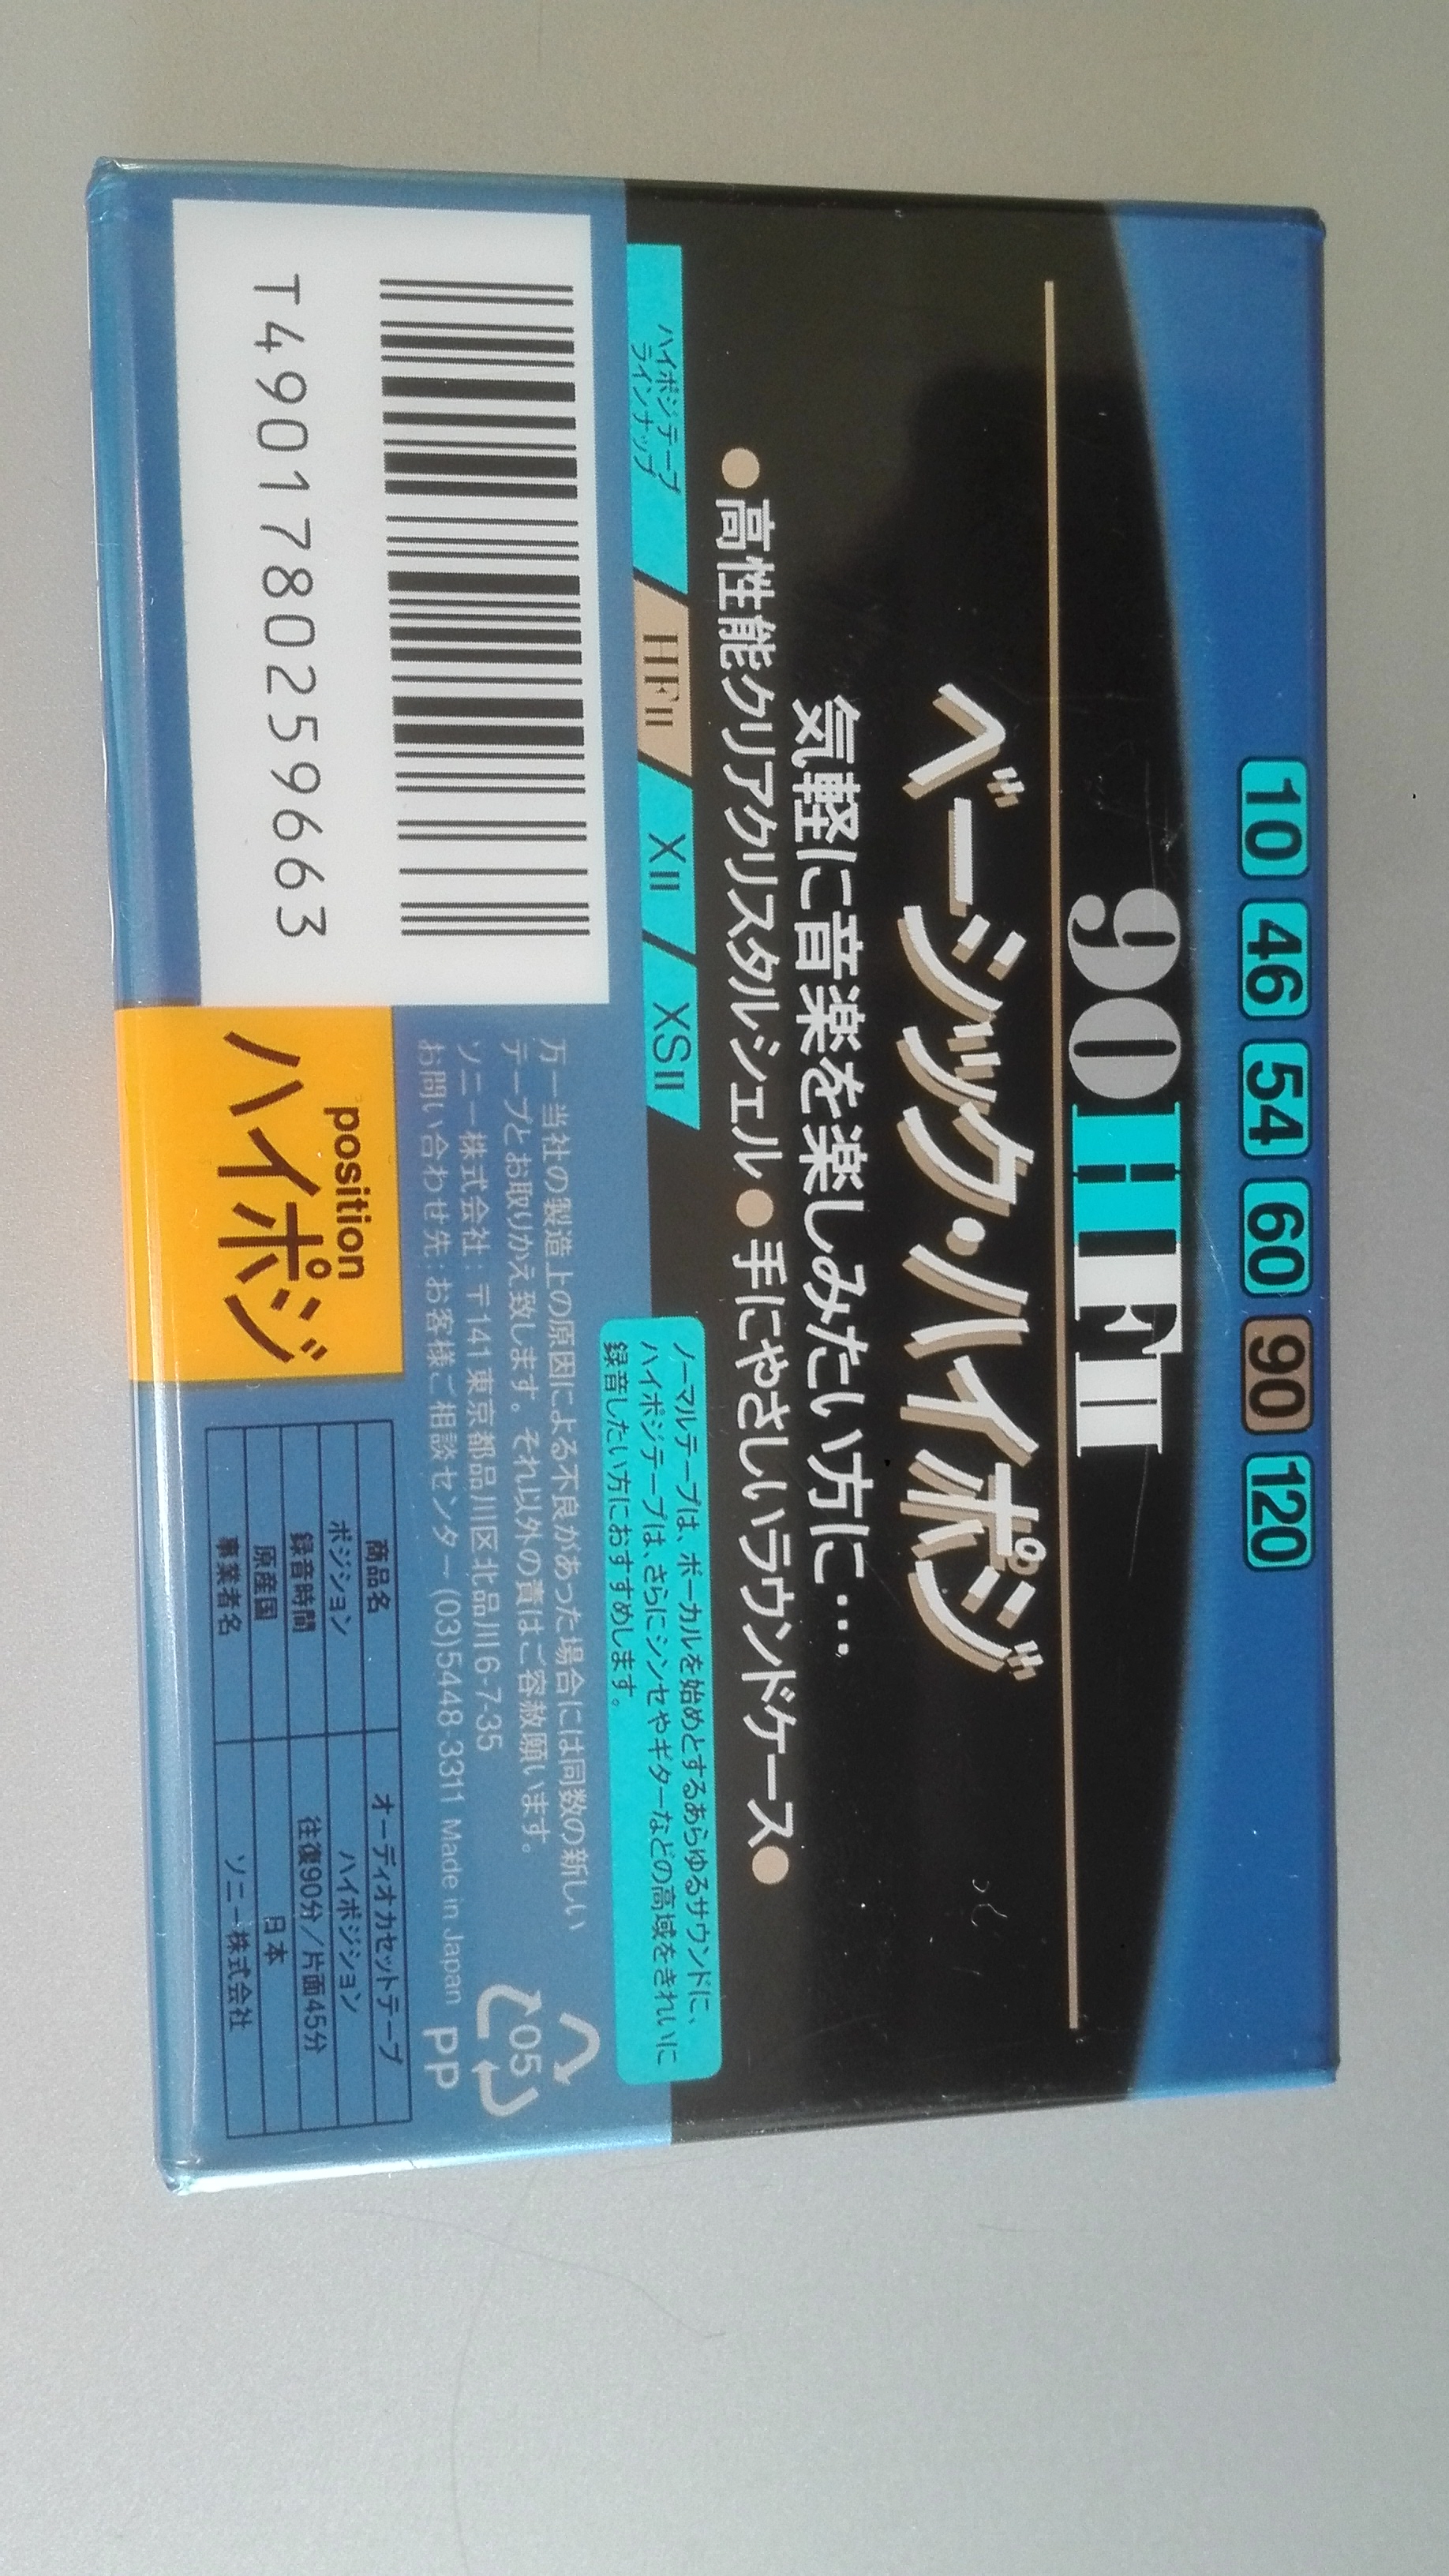 10 46 54 60 90 120
90HFII
ベーシック・ハイポジ
気軽に音楽を楽しみたい方に…
●高性能クリアクリスタルシェル●手にやさしいラウンドケース●
ハイポジテープ
ラインナップ
HFII
XII
XSII
ノーマルテープは、ボーカルを始めとするあらゆるサウンドに、
ハイポジテープは、さらにシンセやギターなどの高域をきれいに
録音したい方におすすめします。
T4901780259663
万一当社の製造上の原因による不良があった場合には同数の新しい
テープとお取りかえ致します。それ以外の責はご容赦願います。
ソニー株式会社:〒141 東京都品川区北品川6-7-35
お問い合わせ先:お客様ご相談センター(03)5448-3311 Made in Japan
05
PP
position
ハイポジ
商品名 オーディオカセットテープ
ポジション ハイポジション
録音時間 往復90分/片面45分
原産国 日本
事業者名 ソニー株式会社